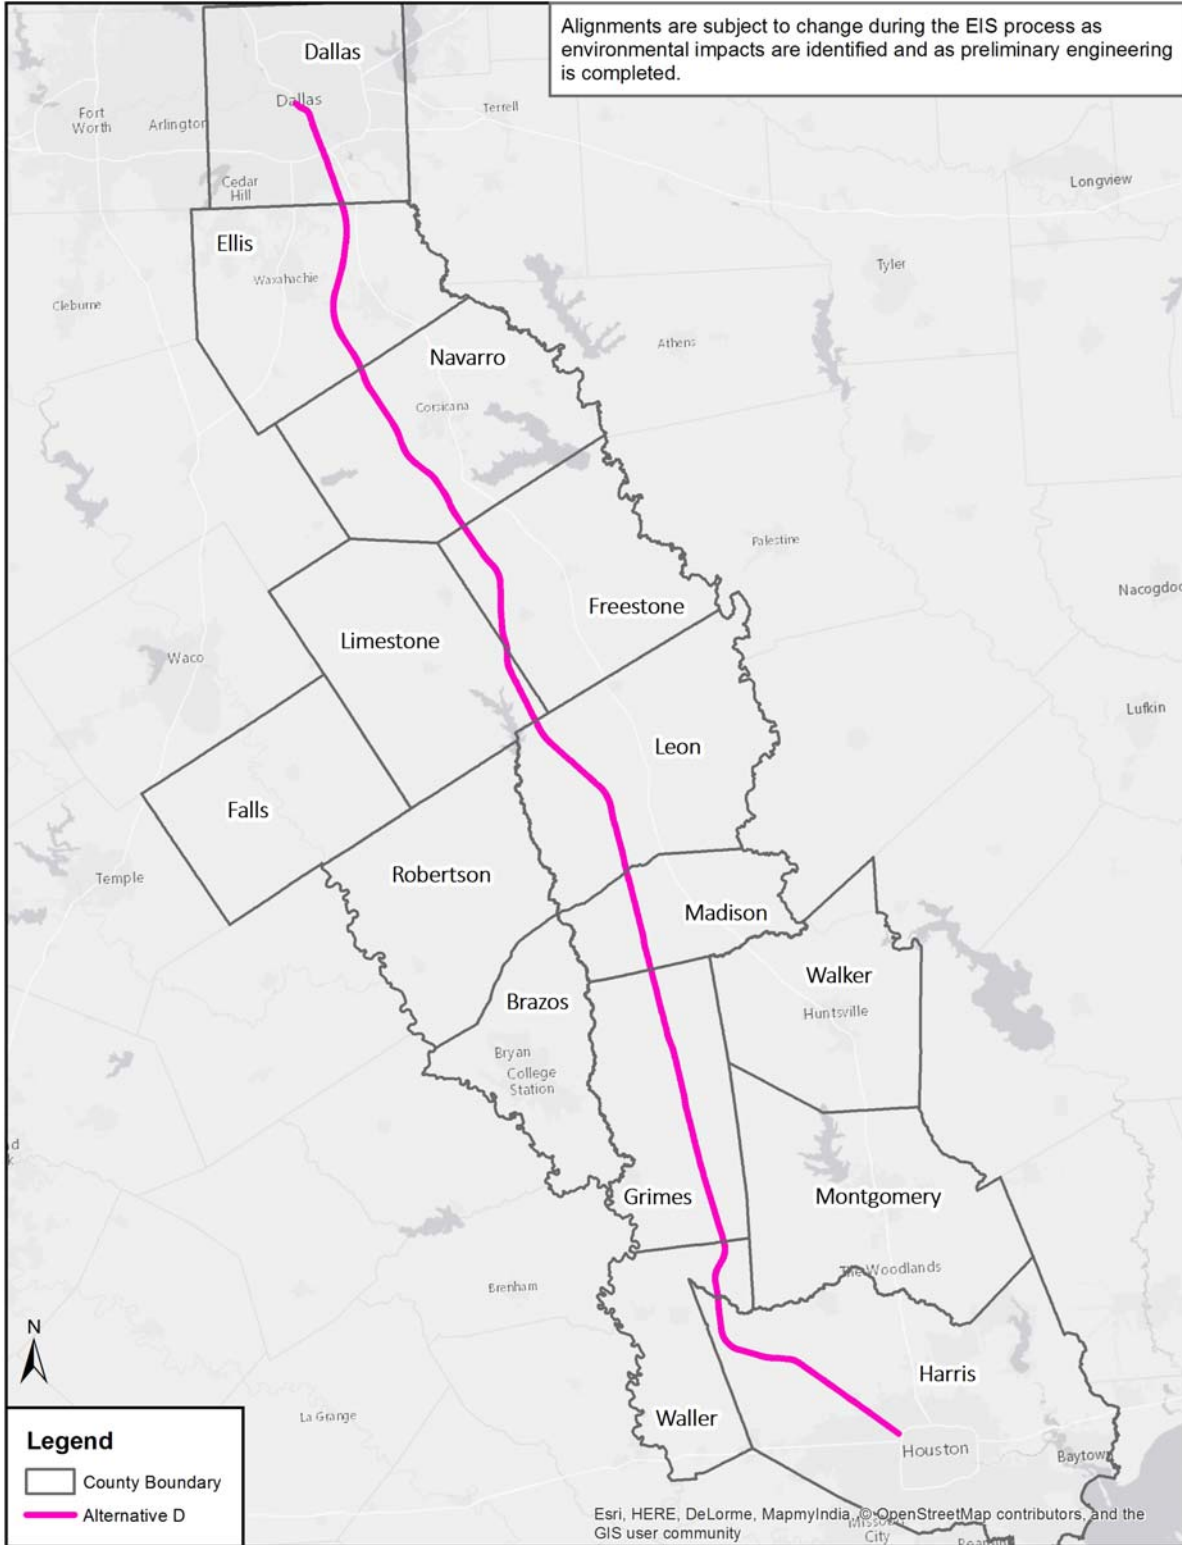 Alignments are subject to change during the EIS process as
environmental impacts are identified and as preliminary engineering
is completed.
Dallas
Dallas
Terrell
Fort
Worth
Arlington
Cedar
Hill
Longview
Ellis
Waxahachie
Tyler
Cleburne
Athens
Navarro
Corsicana
Palestine
Nacogdoc
Freestone
Limestone
Waco
Lufkin
Leon
Falls
Temple
Robertson
Madison
Walker
Huntsville
Brazos
Bryan
College
Station
Grimes
Montgomery
The Woodlands
Brenham
N
Harris
La Grange
Waller
Houston
Baytown
Legend
County Boundary
Alternative D
Esri, HERE, DeLorme, MapmyIndia, © OpenStreetMap contributors, and the
GIS user community
City